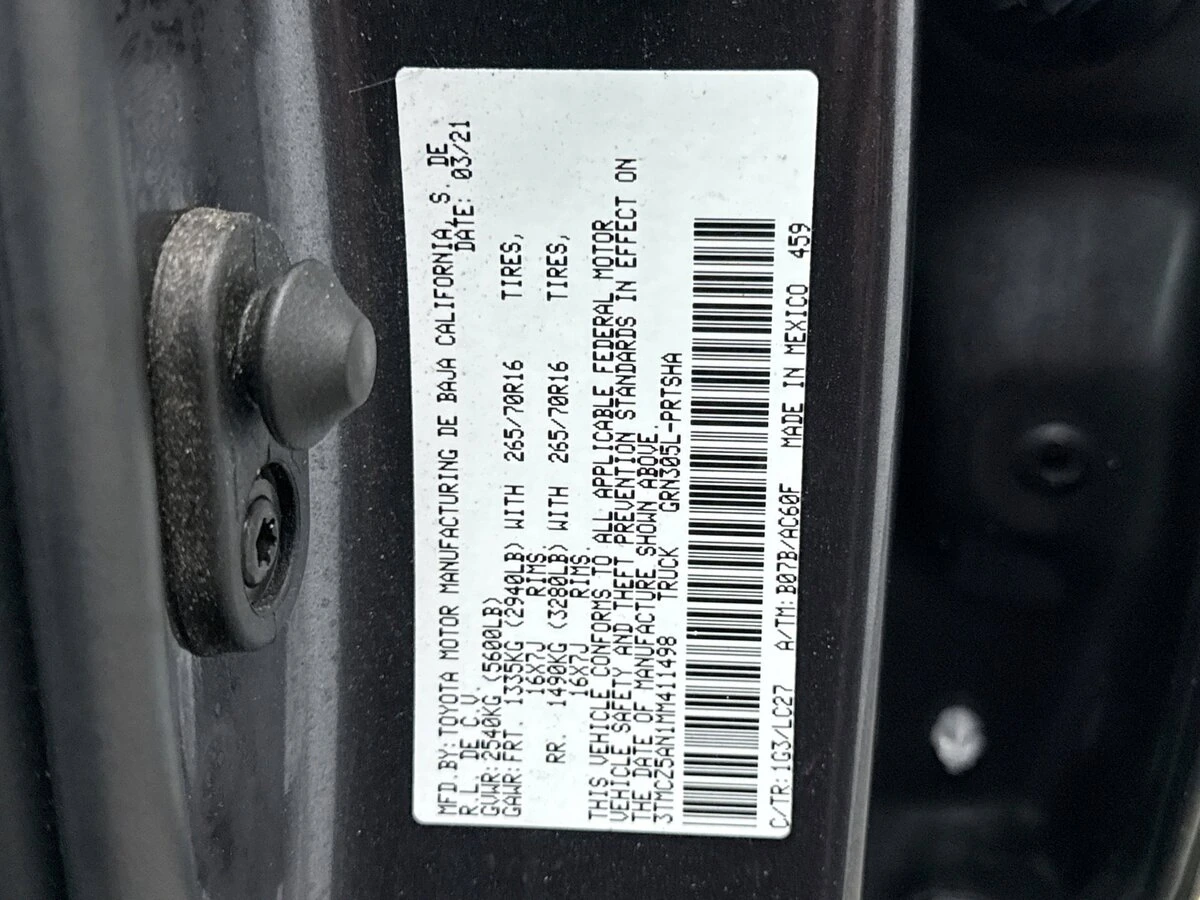 MFD.BY:TOYOTA MOTOR MANUFACTURING DE BAJA CALIFORNIA, S. DE
R.L. DE C.V. DATE: 03/21
GVWR:2540KG (5600LB)
GAWR:FRT. 1335KG (2940LB) WITH 265/70R16 TIRES,
16X7J RIMS
RR. 1490KG (3280LB) WITH 265/70R16 TIRES,
16X7J RIMS.
THIS VEHICLE CONFORMS TO ALL APPLICABLE FEDERAL MOTOR
VEHICLE SAFETY AND THEFT PREVENTION STANDARDS IN EFFECT ON
THE DATE OF MANUFACTURE SHOWN ABOVE.
3TMCZ5AN1MM411498 TRUCK GRN305L-PRTSHA
C/TR:1G3/LC27 A/TM:B07B/AC60F MADE IN MEXICO 459